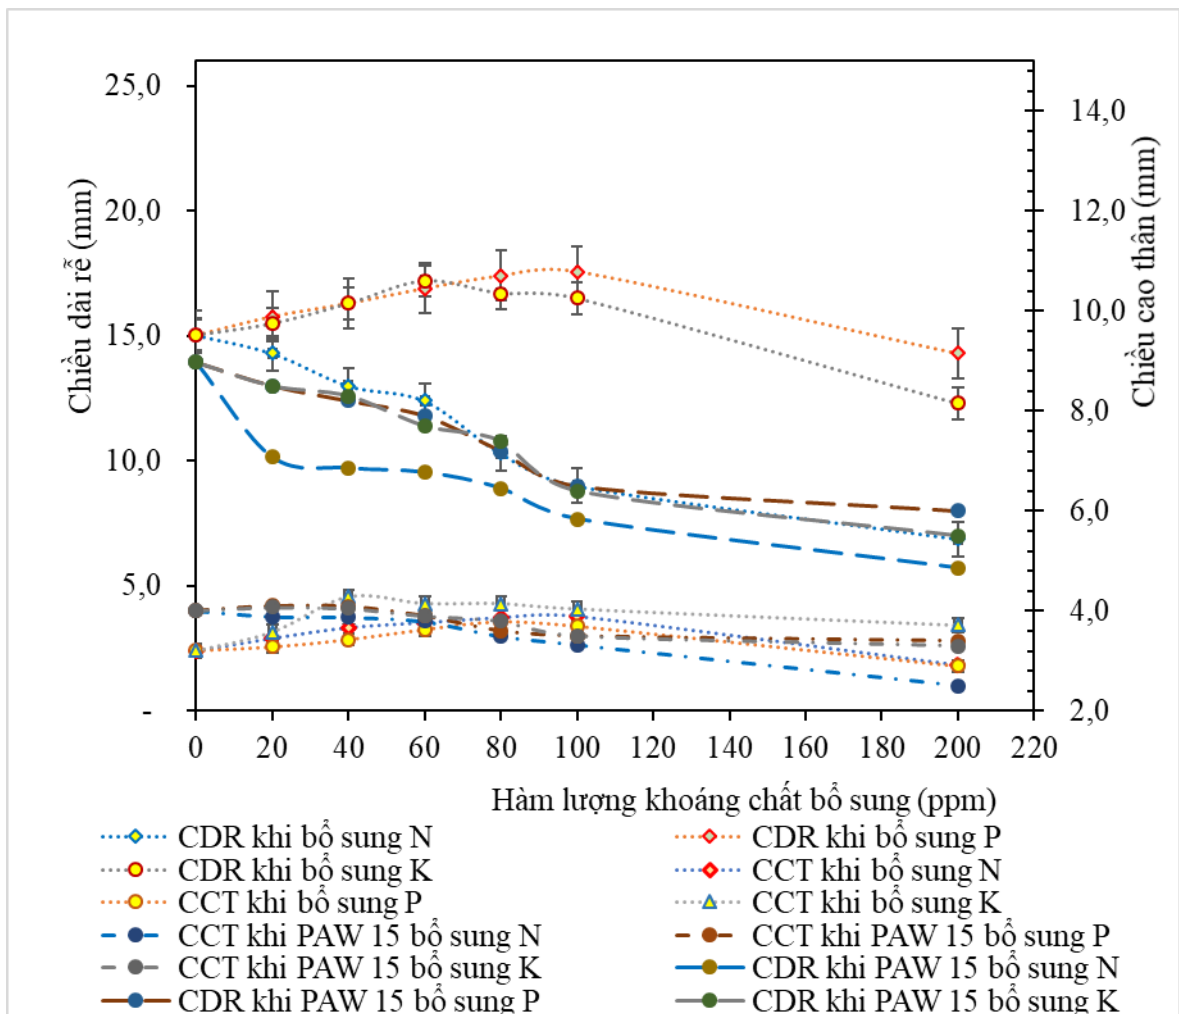 25,0
20,0
15,0
10,0
5,0
-
Chiều dài rễ (mm)
14,0
12,0
10,0
8,0
6,0
4,0
2,0
Chiều cao thân (mm)
0 20 40 60 80 100 120 140 160 180 200 220
Hàm lượng khoáng chất bổ sung (ppm)
CDR khi bổ sung N CDR khi bổ sung P
CDR khi bổ sung K CCT khi bổ sung N
CCT khi bổ sung P CCT khi bổ sung K
CCT khi PAW 15 bổ sung N CCT khi PAW 15 bổ sung P
CCT khi PAW 15 bổ sung K CDR khi PAW 15 bổ sung N
CDR khi PAW 15 bổ sung P CDR khi PAW 15 bổ sung K